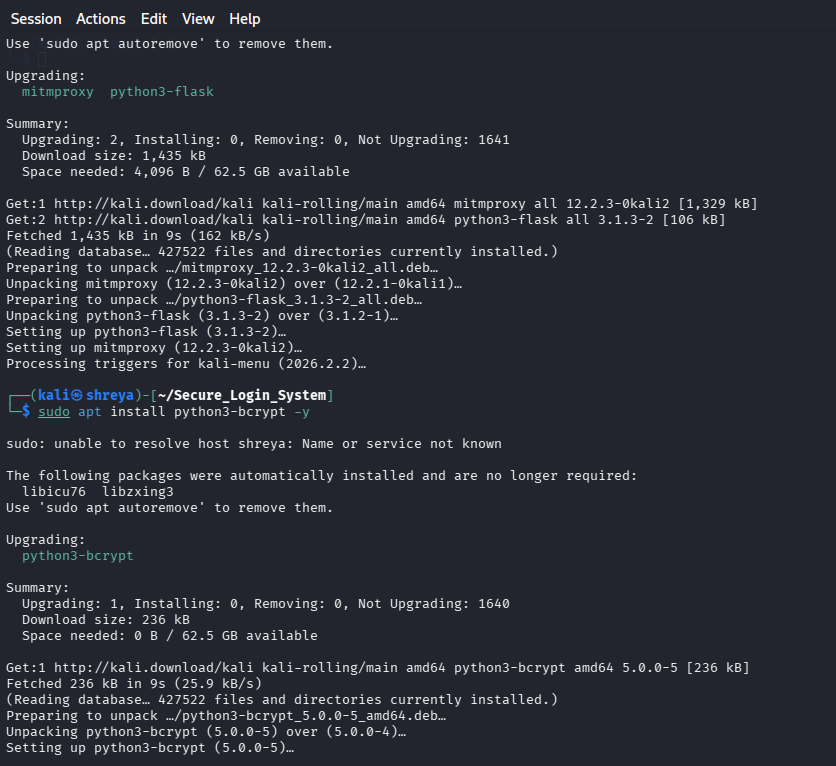 Session Actions Edit View Help
Use 'sudo apt autoremove' to remove them.
Upgrading:
mitmproxy python3-flask
Summary:
Upgrading: 2, Installing: 0, Removing: 0, Not Upgrading: 1641
Download size: 1,435 kB
Space needed: 4,096 B / 62.5 GB available
Get:1 http://kali.download/kali kali-rolling/main amd64 mitmproxy all 12.2.3-0kali2 [1,329 kB]
Get:2 http://kali.download/kali kali-rolling/main amd64 python3-flask all 3.1.3-2 [106 kB]
Fetched 1,435 kB in 9s (162 kB/s)
(Reading database… 427522 files and directories currently installed.)
Preparing to unpack …/mitmproxy_12.2.3-0kali2_all.deb…
Unpacking mitmproxy (12.2.3-0kali2) over (12.2.1-0kali1)…
Preparing to unpack …/python3-flask_3.1.3-2_all.deb…
Unpacking python3-flask (3.1.3-2) over (3.1.2-1)…
Setting up python3-flask (3.1.3-2)…
Setting up mitmproxy (12.2.3-0kali2)…
Processing triggers for kali-menu (2026.2.2)…
┌──(kali㉿shreya)-[~/Secure_Login_System]
└─$ sudo apt install python3-bcrypt -y
sudo: unable to resolve host shreya: Name or service not known
The following packages were automatically installed and are no longer required:
libicu76 libzxing3
Use 'sudo apt autoremove' to remove them.
Upgrading:
python3-bcrypt
Summary:
Upgrading: 1, Installing: 0, Removing: 0, Not Upgrading: 1640
Download size: 236 kB
Space needed: 0 B / 62.5 GB available
Get:1 http://kali.download/kali kali-rolling/main amd64 python3-bcrypt amd64 5.0.0-5 [236 kB]
Fetched 236 kB in 9s (25.9 kB/s)
(Reading database… 427522 files and directories currently installed.)
Preparing to unpack …/python3-bcrypt_5.0.0-5_amd64.deb…
Unpacking python3-bcrypt (5.0.0-5) over (5.0.0-4)…
Setting up python3-bcrypt (5.0.0-5)…